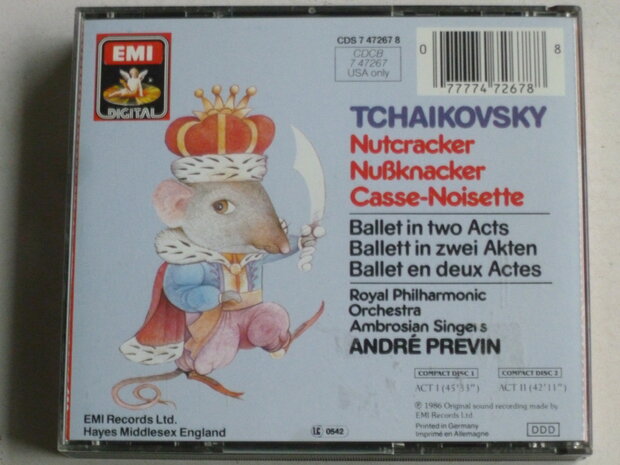 EMI
DIGITAL
CDS 7 47267 8
CDCB
7 47267
USA only
0
8
77774 72678
TCHAIKOVSKY
Nutcracker
Nußknacker
Casse-Noisette
Ballet in two Acts
Ballett in zwei Akten
Ballet en deux Actes
Royal Philharmonic
Orchestra
Ambrosian Singers
ANDRÉ PREVIN
COMPACT DISC 1
ACT I (45'33")
COMPACT DISC 2
ACT II (42'11")
℗ 1986 Original sound recording made by
EMI Records Ltd.
Printed in Germany
Imprimé en Allemagne
DDD
EMI Records Ltd.
Hayes Middlesex England
LC 0542